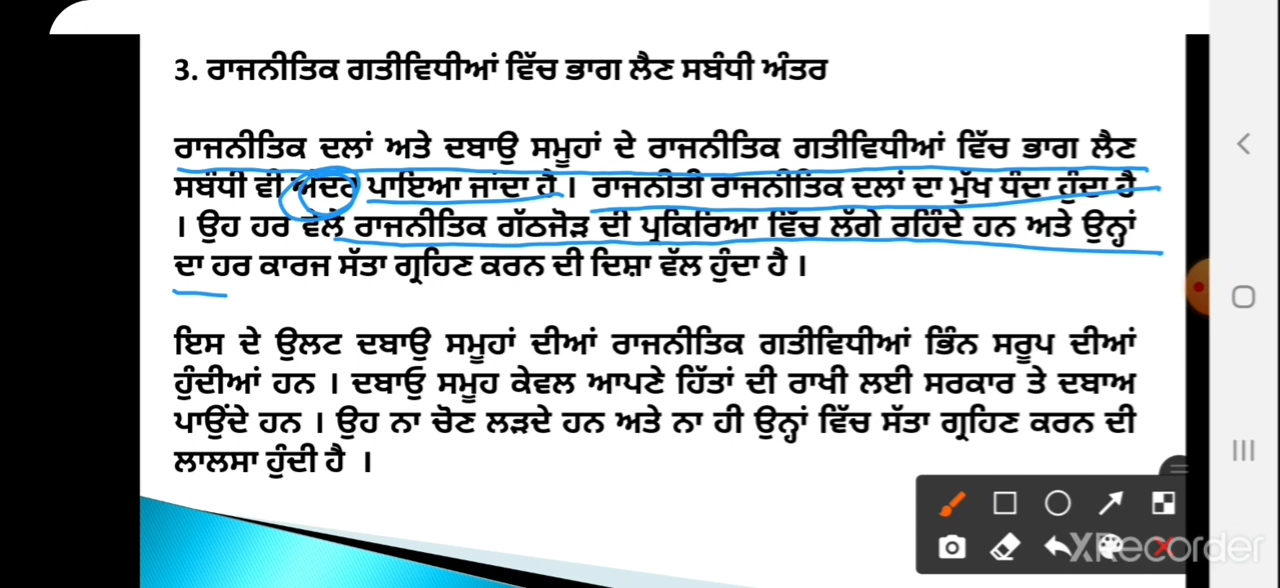 3. ਰਾਜਨੀਤਿਕ ਗਤੀਵਿਧੀਆਂ ਵਿੱਚ ਭਾਗ ਲੈਣ ਸਬੰਧੀ ਅੰਤਰ
ਰਾਜਨੀਤਿਕ ਦਲਾਂ ਅਤੇ ਦਬਾਉ ਸਮੂਹਾਂ ਦੇ ਰਾਜਨੀਤਿਕ ਗਤੀਵਿਧੀਆਂ ਵਿੱਚ ਭਾਗ ਲੈਣ
ਸਬੰਧੀ ਵੀ ਅੰਦਰ ਪਾਇਆ ਜਾਂਦਾ ਹੈ । ਰਾਜਨੀਤੀ ਰਾਜਨੀਤਿਕ ਦਲਾਂ ਦਾ ਮੁੱਖ ਧੰਦਾ ਹੁੰਦਾ ਹੈ
। ਉਹ ਹਰ ਵੇਲੇ ਰਾਜਨੀਤਿਕ ਗੱਠਜੋੜ ਦੀ ਪ੍ਰਕਿਰਿਆ ਵਿੱਚ ਲੱਗੇ ਰਹਿੰਦੇ ਹਨ ਅਤੇ ਉਨ੍ਹਾਂ
ਦਾ ਹਰ ਕਾਰਜ ਸੱਤਾ ਗ੍ਰਹਿਣ ਕਰਨ ਦੀ ਦਿਸ਼ਾ ਵੱਲ ਹੁੰਦਾ ਹੈ ।
ਇਸ ਦੇ ਉਲਟ ਦਬਾਉ ਸਮੂਹਾਂ ਦੀਆਂ ਰਾਜਨੀਤਿਕ ਗਤੀਵਿਧੀਆਂ ਭਿੰਨ ਸਰੂਪ ਦੀਆਂ
ਹੁੰਦੀਆਂ ਹਨ । ਦਬਾਓ ਸਮੂਹ ਕੇਵਲ ਆਪਣੇ ਹਿੱਤਾਂ ਦੀ ਰਾਖੀ ਲਈ ਸਰਕਾਰ ਤੇ ਦਬਾਅ
ਪਾਉਂਦੇ ਹਨ । ਉਹ ਨਾ ਚੋਣ ਲੜਦੇ ਹਨ ਅਤੇ ਨਾ ਹੀ ਉਨ੍ਹਾਂ ਵਿੱਚ ਸੱਤਾ ਗ੍ਰਹਿਣ ਕਰਨ ਦੀ
ਲਾਲਸਾ ਹੁੰਦੀ ਹੈ ।
XRecorder